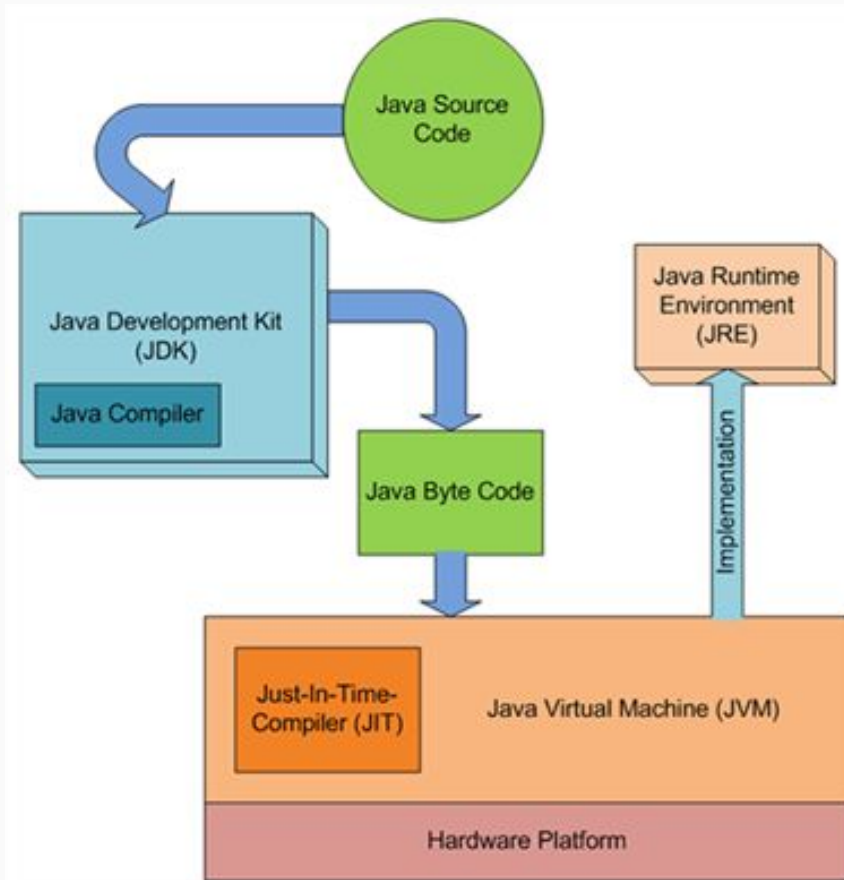 Java Source
Code
Java Development Kit
(JDK)
Java Compiler
Java Runtime
Environment
(JRE)
Java Byte Code
Implementation
Just-In-Time-
Compiler (JIT)
Java Virtual Machine (JVM)
Hardware Platform